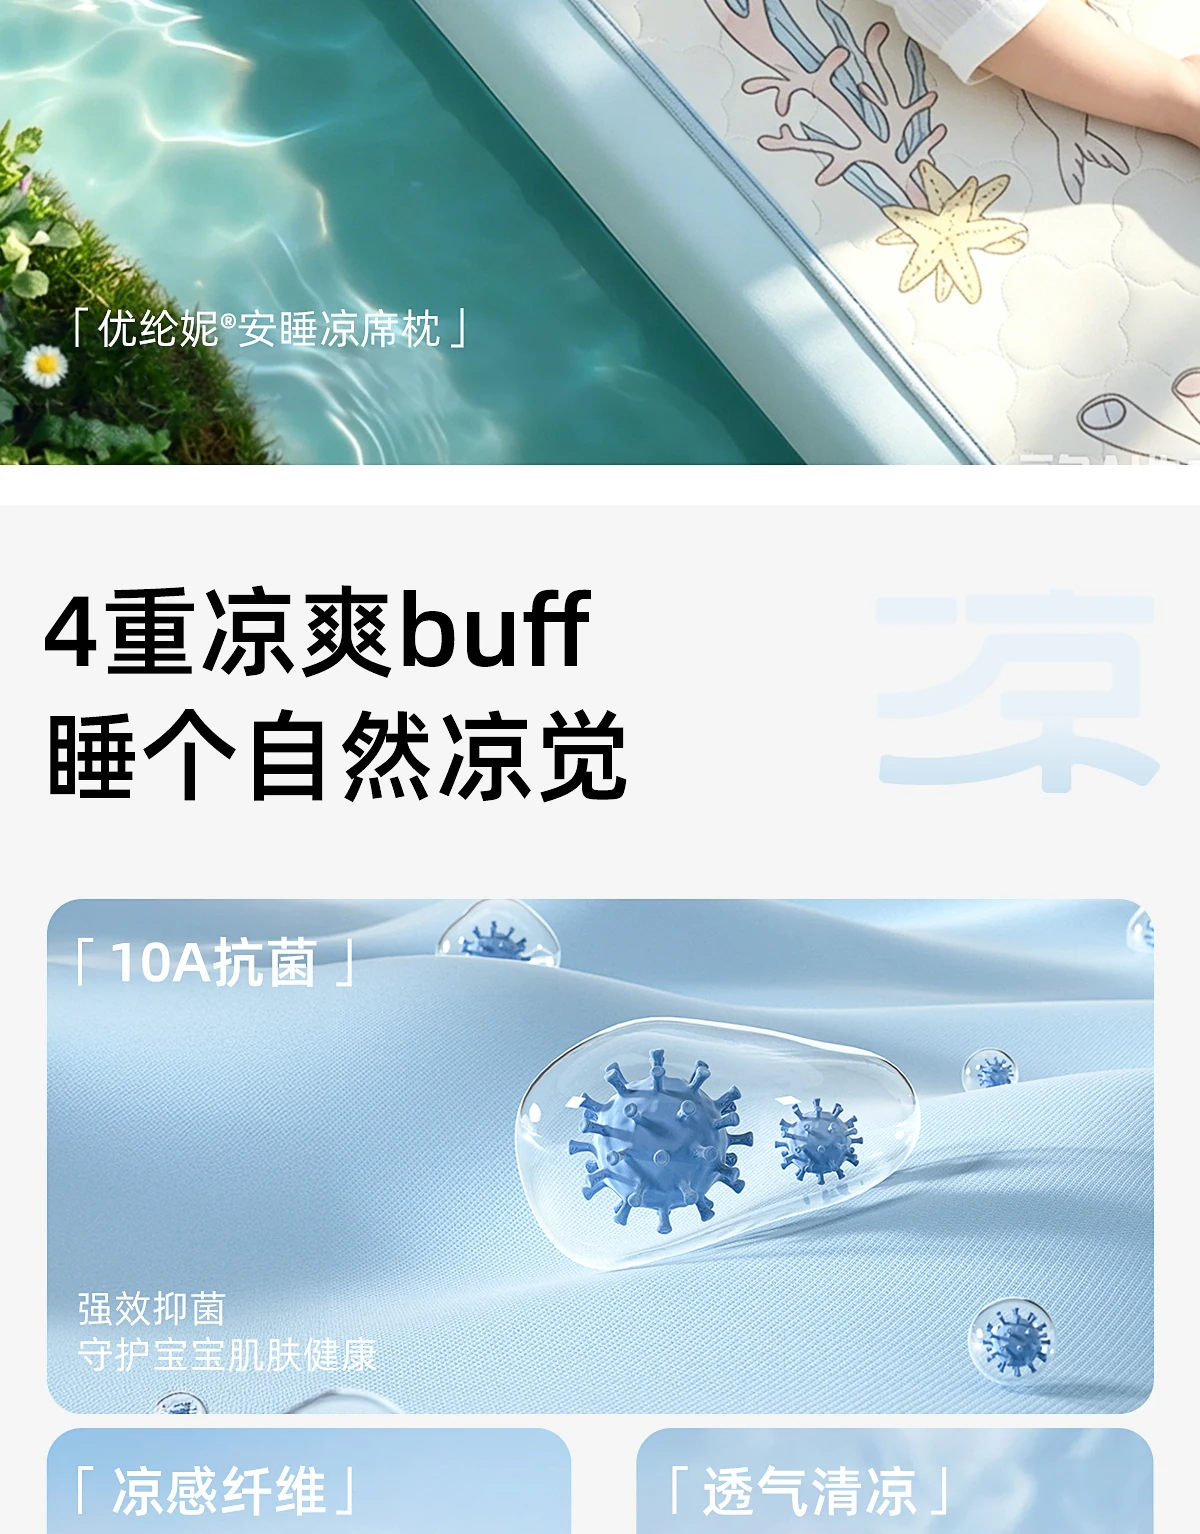 「优纶妮®安睡凉席枕」
4重凉爽buff
睡个自然凉觉
凉
「10A抗菌」
强效抑菌
守护宝宝肌肤健康
「凉感纤维」
「透气清凉」